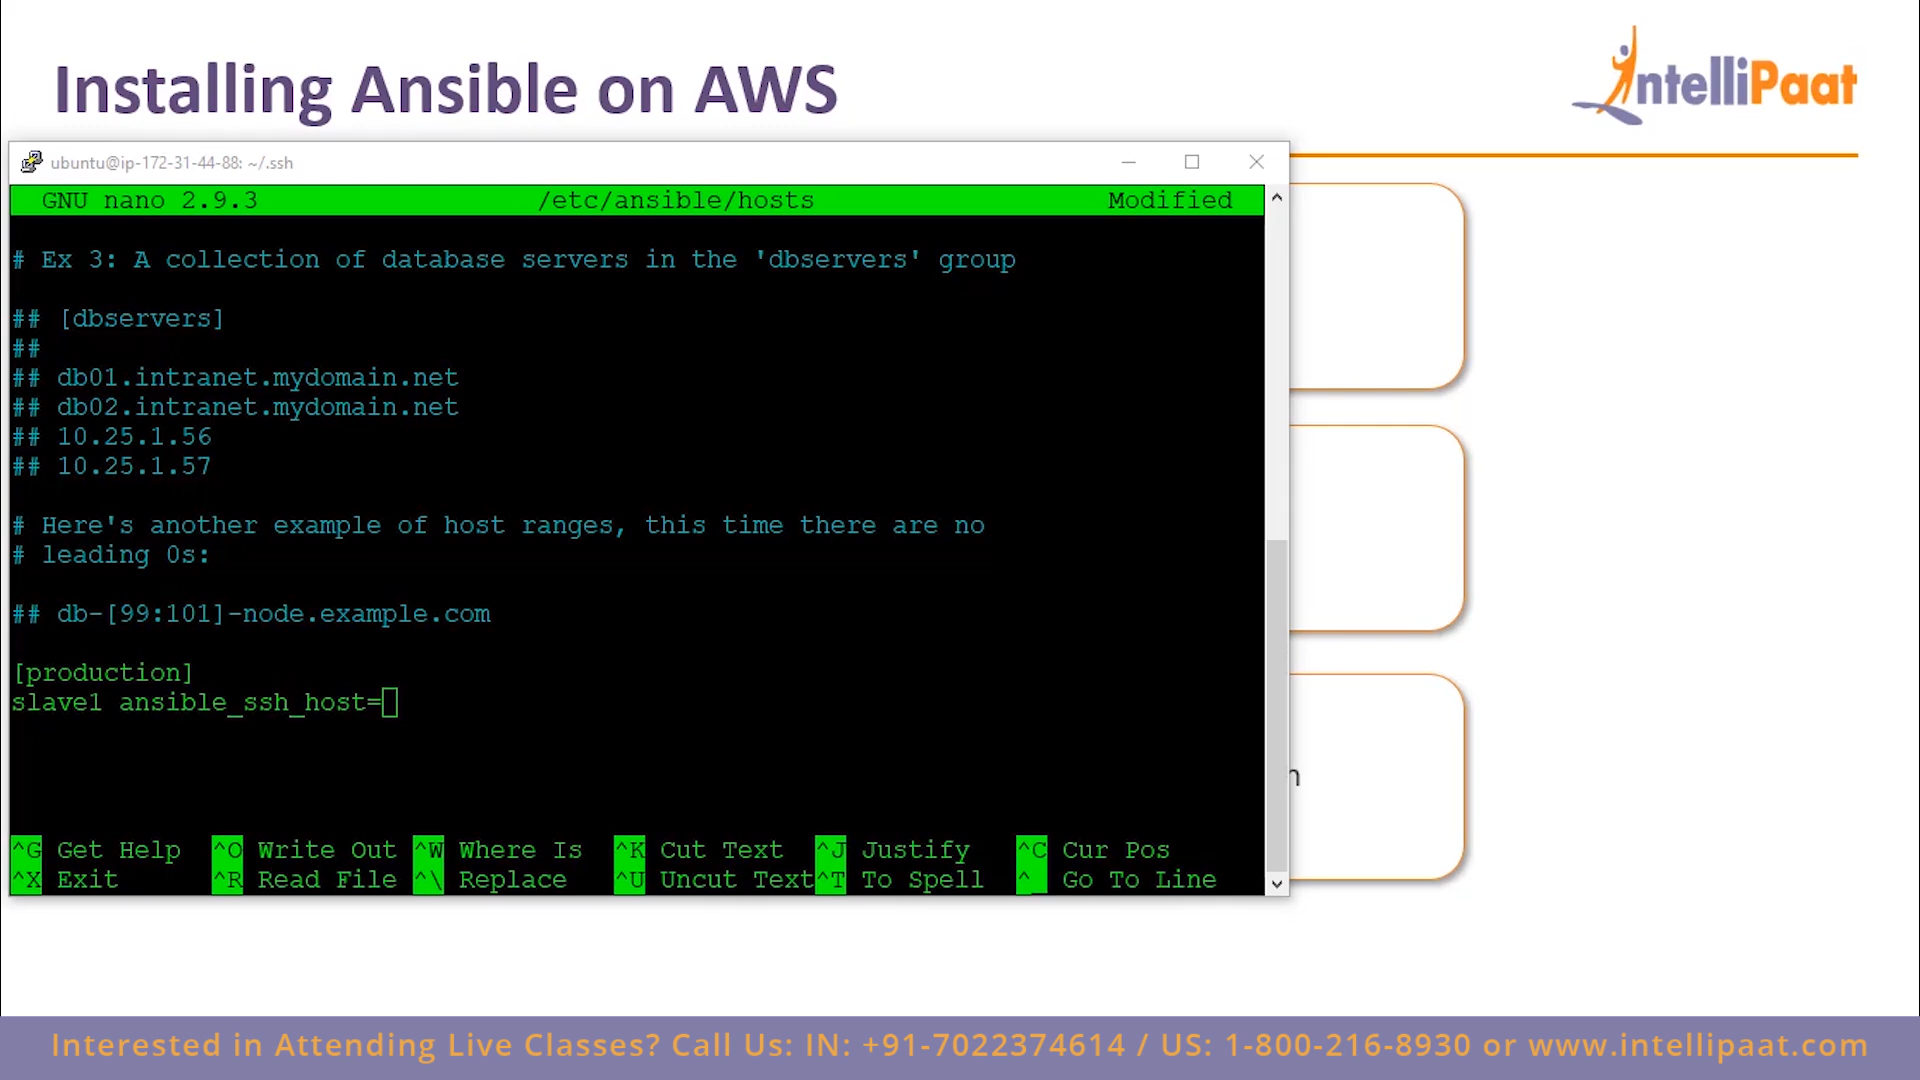 Installing Ansible on AWS
IntelliPaat
ubuntu@ip-172-31-44-88: ~/.ssh
GNU nano 2.9.3 /etc/ansible/hosts Modified
# Ex 3: A collection of database servers in the 'dbservers' group
## [dbservers]
##
## db01.intranet.mydomain.net
## db02.intranet.mydomain.net
## 10.25.1.56
## 10.25.1.57
# Here's another example of host ranges, this time there are no
# leading 0s:
## db-[99:101]-node.example.com
[production]
slave1 ansible_ssh_host=
n
^G Get Help ^O Write Out ^W Where Is ^K Cut Text ^J Justify ^C Cur Pos
^X Exit ^R Read File ^\ Replace ^U Uncut Text ^T To Spell ^_ Go To Line
Interested in Attending Live Classes? Call Us: IN: +91-7022374614 / US: 1-800-216-8930 or www.intellipaat.com